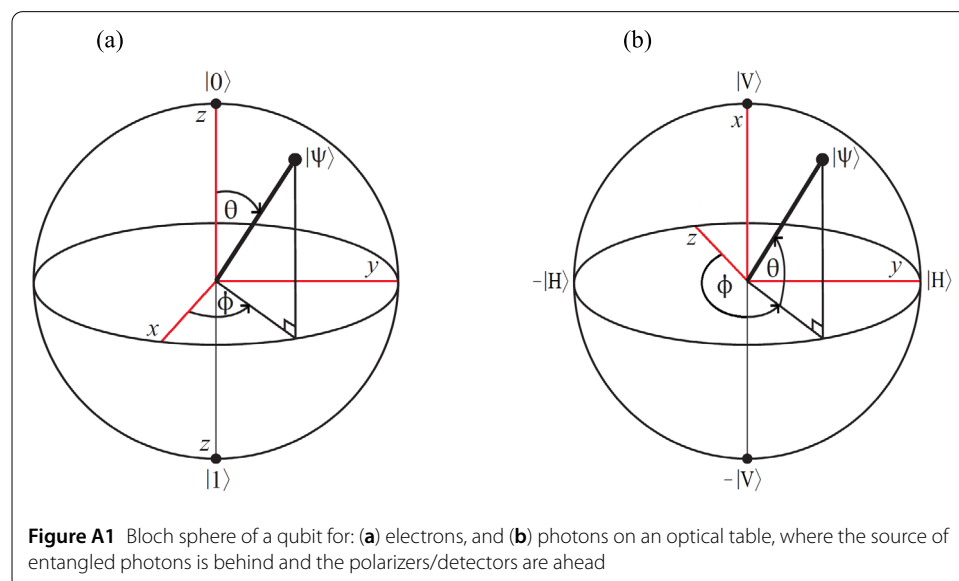 (a)
(b)
|0⟩
z
|Ψ⟩
θ
y
ϕ
x
z
|1⟩
|V⟩
x
|Ψ⟩
z
θ
y
-|H⟩
ϕ
|H⟩
-|V⟩
Figure A1 Bloch sphere of a qubit for: (a) electrons, and (b) photons on an optical table, where the source of
entangled photons is behind and the polarizers/detectors are ahead